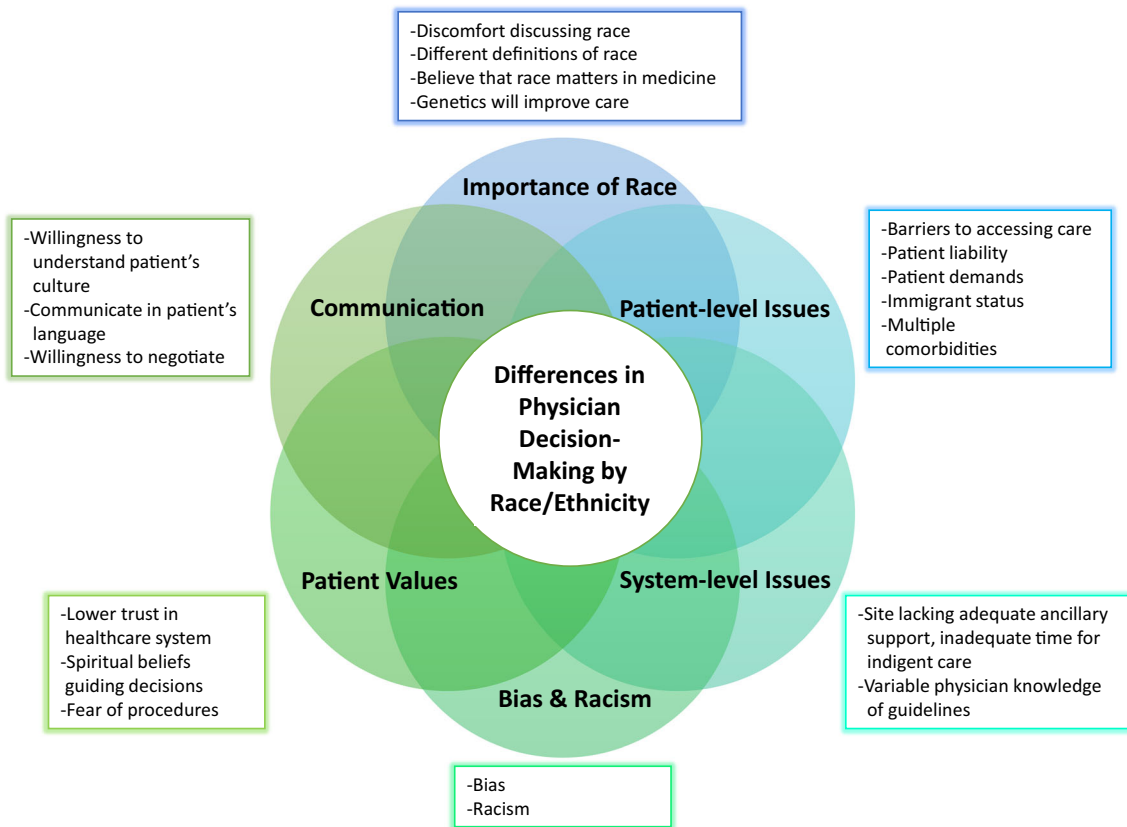 -Discomfort discussing race
-Different definitions of race
-Believe that race matters in medicine
-Genetics will improve care
Importance of Race
-Willingness to
understand patient's
culture
-Communicate in patient's
language
-Willingness to negotiate
Communication
Patient-level Issues
-Barriers to accessing care
-Patient liability
-Patient demands
-Immigrant status
-Multiple
comorbidities
Differences in
Physician
Decision-
Making by
Race/Ethnicity
Patient Values
System-level Issues
-Lower trust in
healthcare system
-Spiritual beliefs
guiding decisions
-Fear of procedures
-Site lacking adequate ancillary
support, inadequate time for
indigent care
-Variable physician knowledge
of guidelines
Bias & Racism
-Bias
-Racism